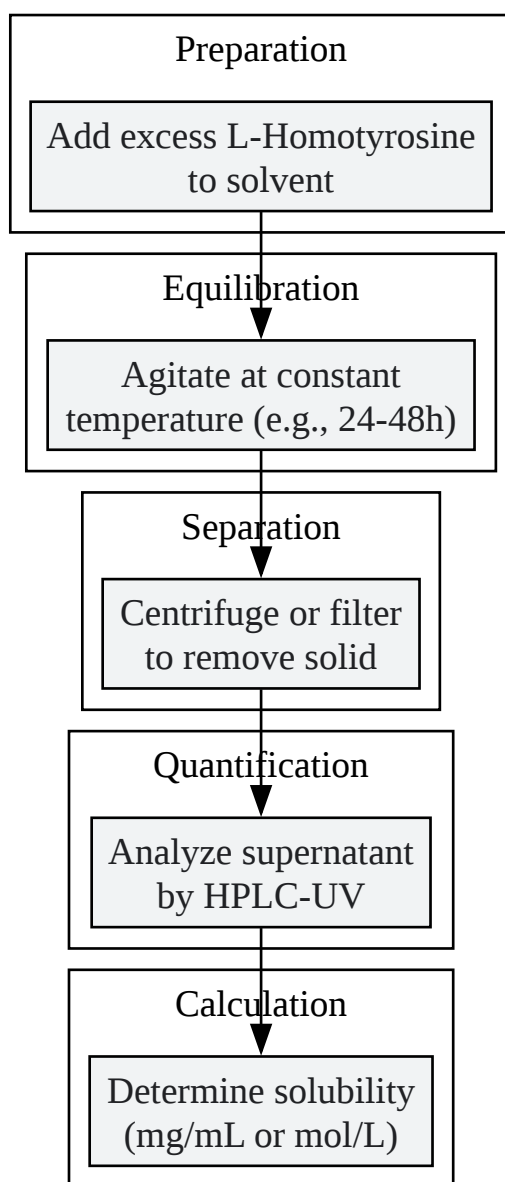 Preparation
Add excess L-Homotyrosine
to solvent
Equilibration
Agitate at constant
temperature (e.g., 24-48h)
Separation
Centrifuge or filter
to remove solid
Quantification
Analyze supernatant
by HPLC-UV
Calculation
Determine solubility
(mg/mL or mol/L)